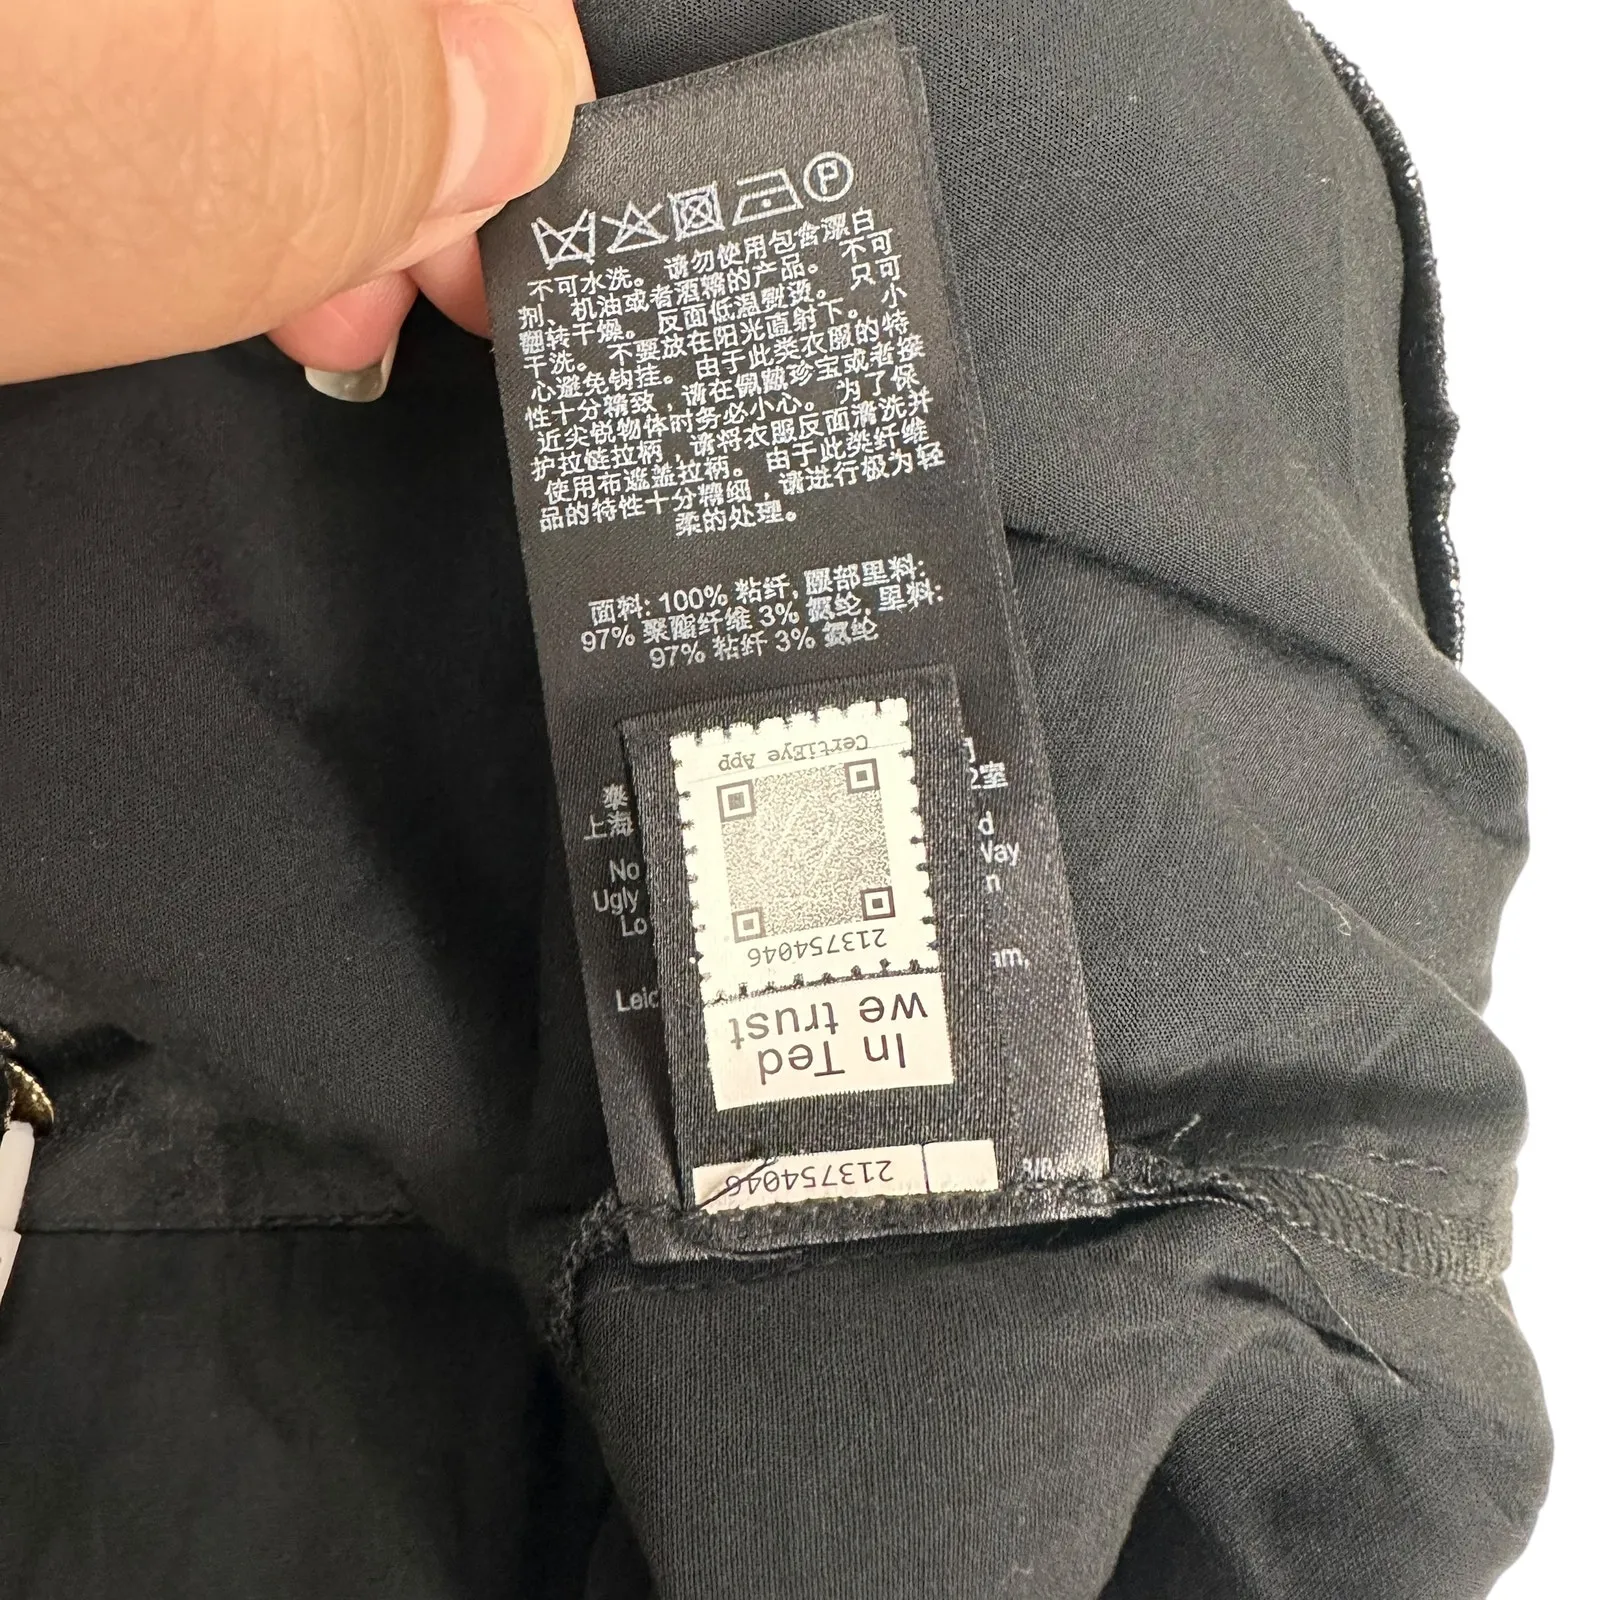 P
不可水洗。请勿使用包含漂白
剂、机油或者酒精的产品。不可
翻转干燥。反面低温熨烫。只可
干洗。不要放在阳光直射下。小
心避免钩挂。由于此类衣服的特
性十分精致，请在佩戴珍宝或者接
近尖锐物体时务必小心。为了保
护拉链拉柄，请将衣服反面清洗并
使用布遮盖拉柄。由于此类纤维
品的特性十分精细，请进行极为轻
柔的处理。
面料: 100% 粘纤, 腰部里料:
97% 聚酯纤维 3% 氨纶, 里料:
97% 粘纤 3% 氨纶
2室
上海
No
Ugly
Lo
CertiEye App
213754046
In Ted
we trust
213754046